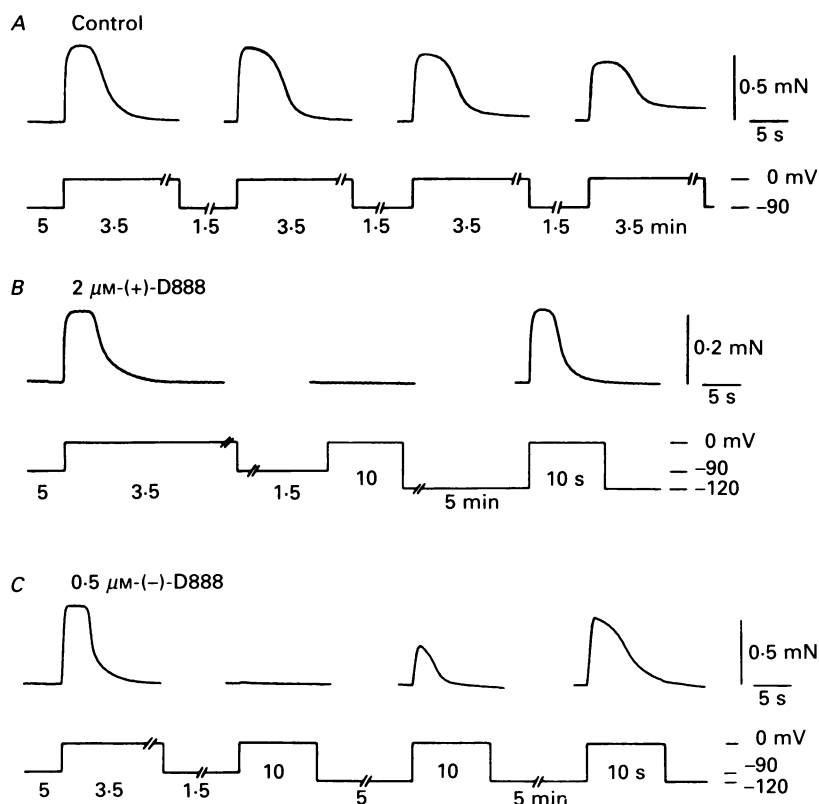 A Control
0·5 mN
5 s
0 mV
–90
5 3·5 1·5 3·5 1·5 3·5 1·5 3·5 min
B 2 μM-(+)-D888
0·2 mN
5 s
0 mV
–90
–120
10 10 s
5 3·5 1·5 5 min
C 0·5 μM-(–)-D888
0·5 mN
5 s
0 mV
–90
–120
10 10 10 s
5 3·5 1·5 5 5 min